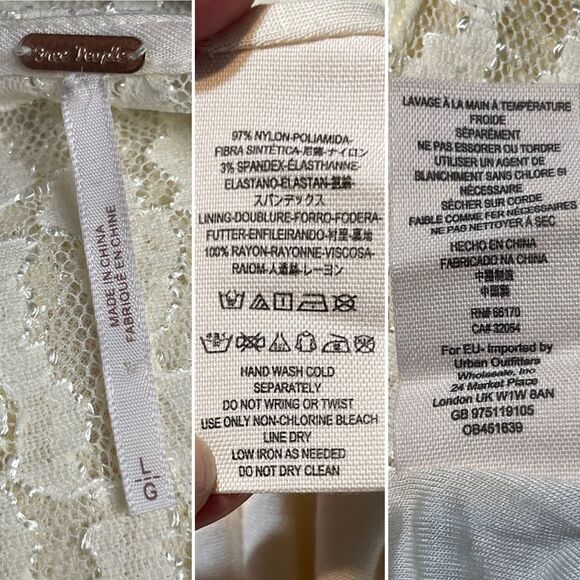 Free People
MADE IN CHINA
FABRIQUÉ EN CHINE
L
G
97% NYLON-POLIAMIDA-
FIBRA SINTÉTICA-尼龍-ナイロン
3% SPANDEX-ÉLASTHANNE-
ELASTANO-ELASTAN-
スパンデックス
LINING-DOUBLURE-FORRO-FODERA-
FUTTER-ENFILEIRANDO-村里-裏地
100% RAYON-RAYONNE-VISCOSA-
RAIOM-人造絲-レーヨン
HAND WASH COLD
SEPARATELY
DO NOT WRING OR TWIST
USE ONLY NON-CHLORINE BLEACH
LINE DRY
LOW IRON AS NEEDED
DO NOT DRY CLEAN
LAVAGE À LA MAIN À TEMPÉRATURE
FROIDE
SÉPARÉMENT
NE PAS ESSORER OU TORDRE
UTILISER UN AGENT DE
BLANCHIMENT SANS CHLORE SI
NÉCESSAIRE
SÉCHER SUR CORDE
FAIBLE COMME FER NÉCESSAIRES
NE PAS NETTOYER À SEC
HECHO EN CHINA
FABRICADO NA CHINA
中國製造
中国製
RN# 66170
CA# 32054
For EU- Imported by
Urban Outfitters
Wholesale, Inc
24 Market Place
London UK W1W 8AN
GB 975119105
OB461639